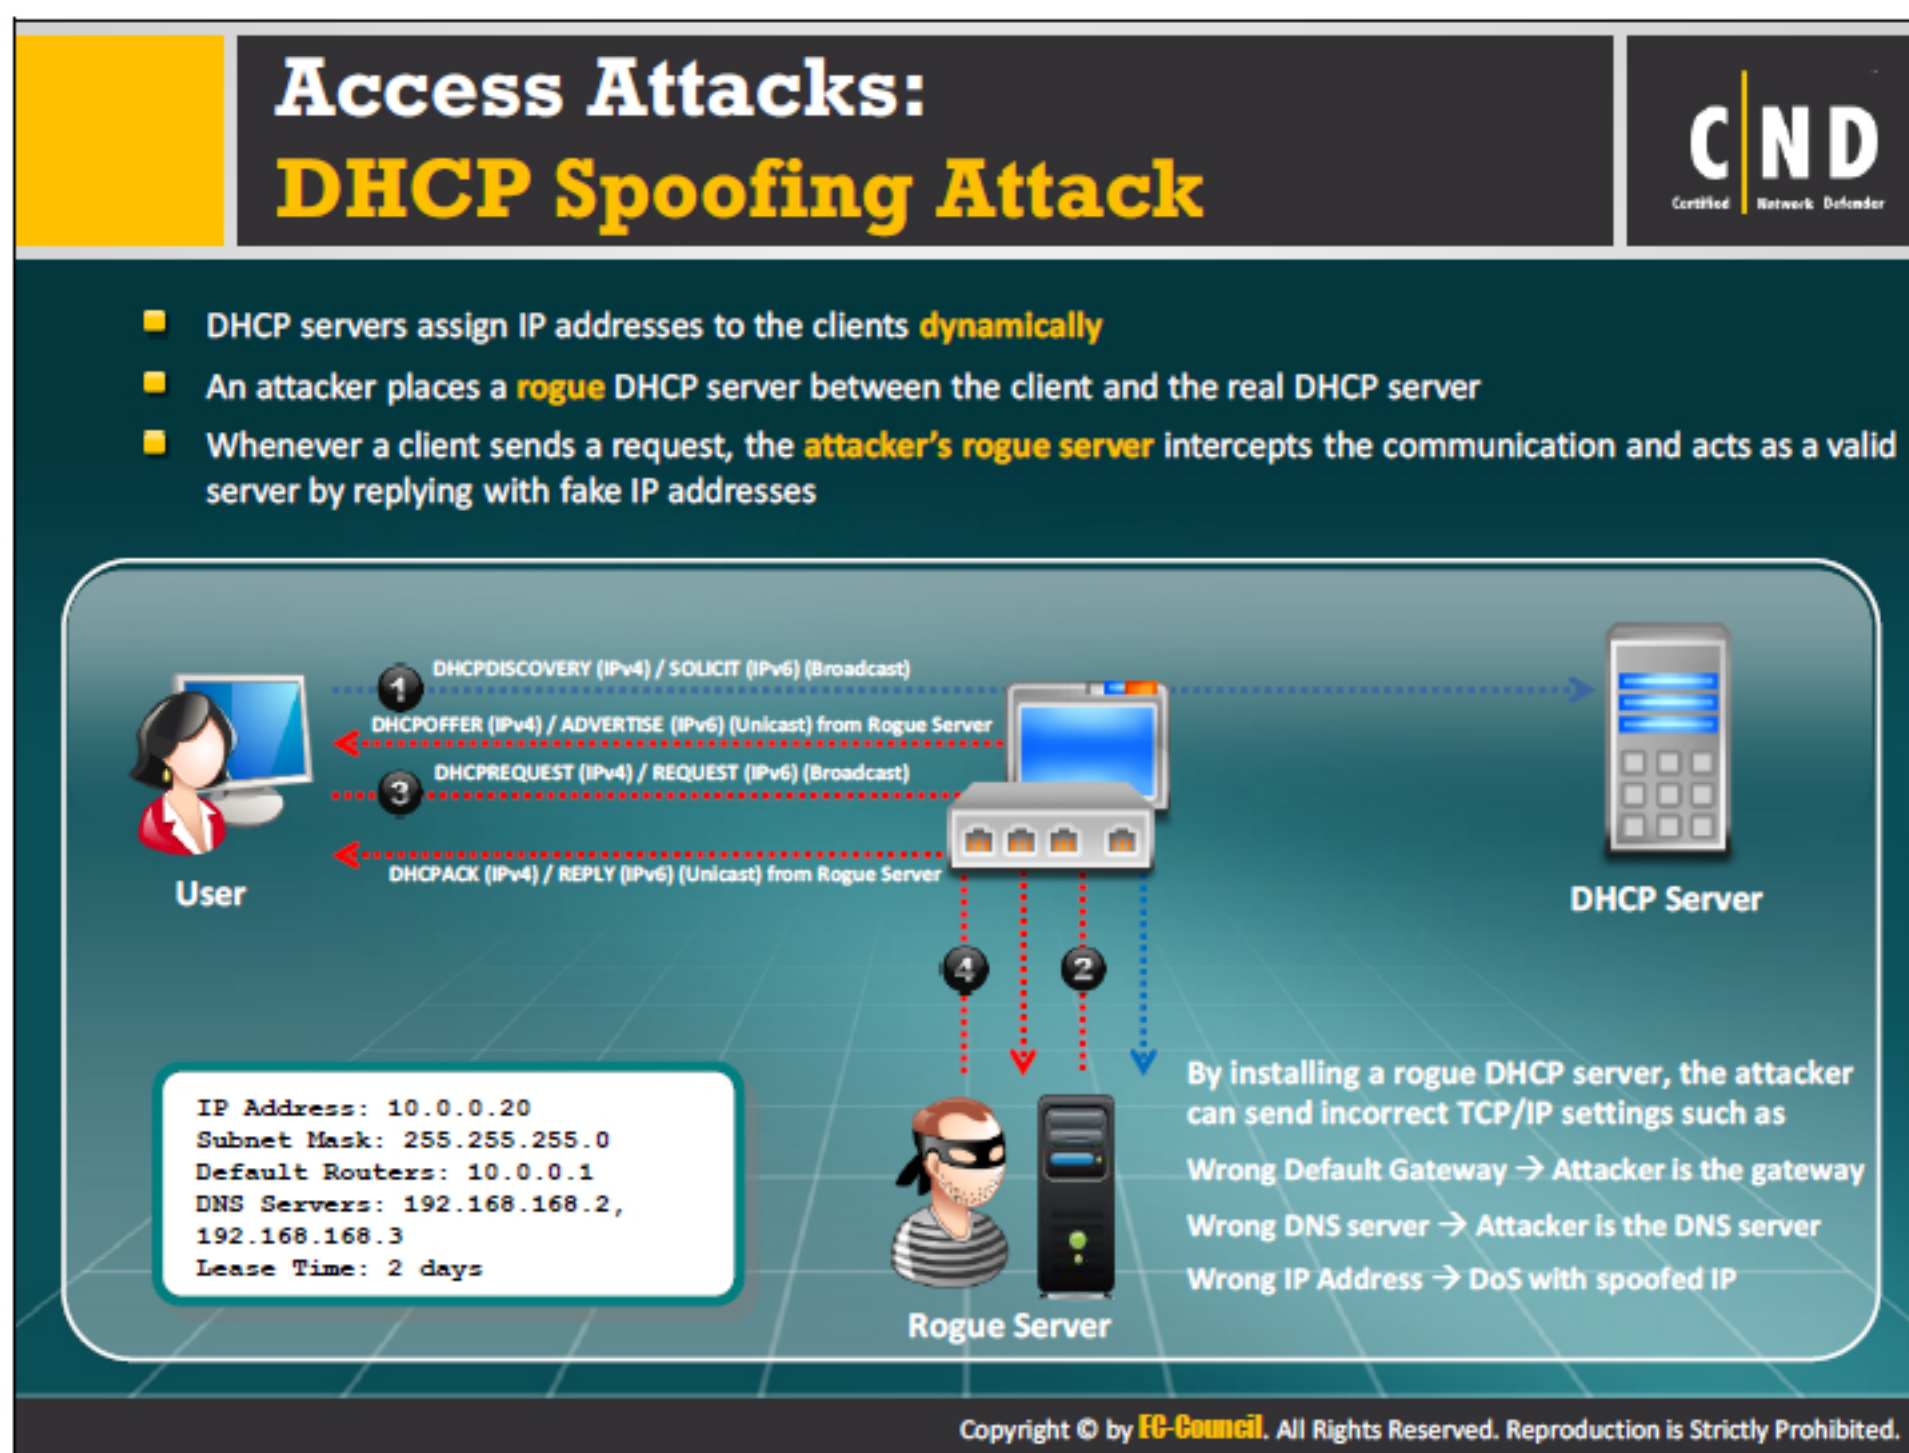 Access Attacks:
DHCP Spoofing Attack
C|ND
Certified Network Defender
DHCP servers assign IP addresses to the clients dynamically
An attacker places a rogue DHCP server between the client and the real DHCP server
Whenever a client sends a request, the attacker's rogue server intercepts the communication and acts as a valid
server by replying with fake IP addresses
1
DHCPDISCOVERY (IPv4) / SOLICIT (IPv6) (Broadcast)
DHCPOFFER (IPv4) / ADVERTISE (IPv6) (Unicast) from Rogue Server
DHCPREQUEST (IPv4) / REQUEST (IPv6) (Broadcast)
3
DHCPACK (IPv4) / REPLY (IPv6) (Unicast) from Rogue Server
User
DHCP Server
4
2
IP Address: 10.0.0.20
Subnet Mask: 255.255.255.0
Default Routers: 10.0.0.1
DNS Servers: 192.168.168.2,
192.168.168.3
Lease Time: 2 days
Rogue Server
By installing a rogue DHCP server, the attacker
can send incorrect TCP/IP settings such as
Wrong Default Gateway → Attacker is the gateway
Wrong DNS server → Attacker is the DNS server
Wrong IP Address → DoS with spoofed IP
Copyright © by EC-Council. All Rights Reserved. Reproduction is Strictly Prohibited.